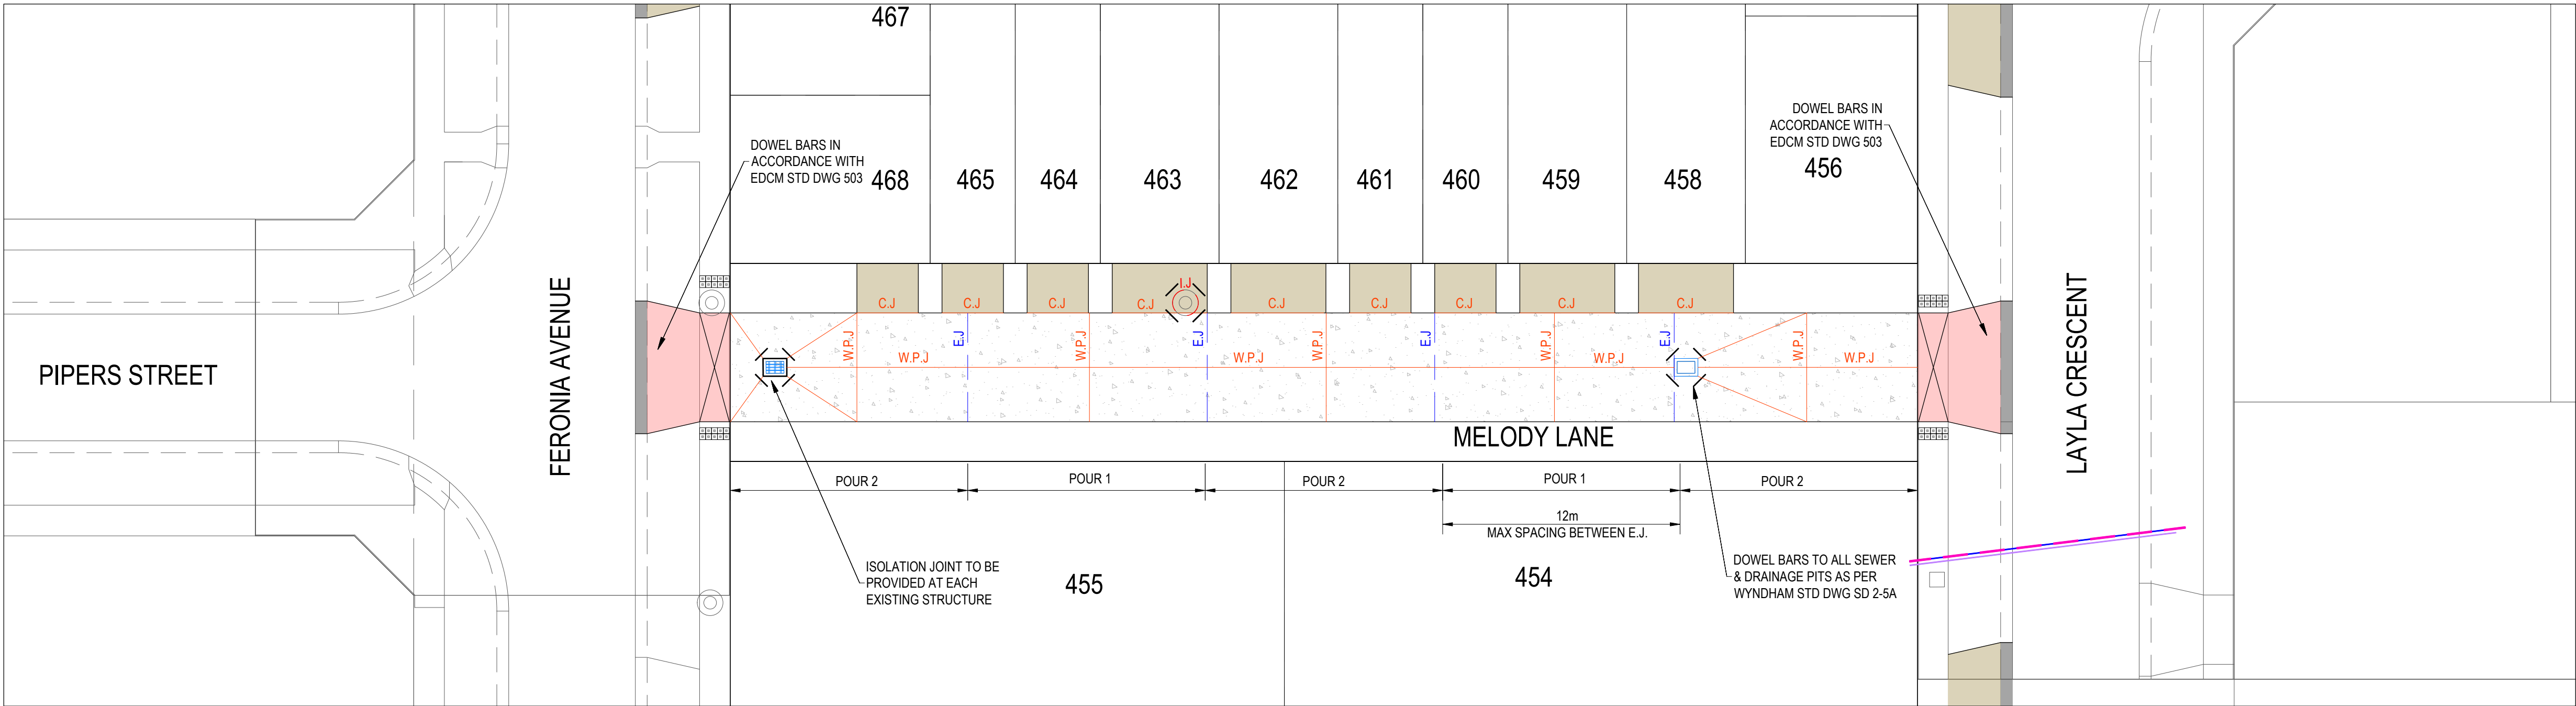 467
DOWEL BARS IN
ACCORDANCE WITH
EDCM STD DWG 503
468
465
464
463
462
461
460
459
458
DOWEL BARS IN
ACCORDANCE WITH
EDCM STD DWG 503
456
C.J
C.J
C.J
C.J
I.J
C.J
C.J
C.J
C.J
C.J
PIPERS STREET
FERONIA AVENUE
W.P.J
W.P.J
E.J
W.P.J
E.J
W.P.J
W.P.J
E.J
W.P.J
W.P.J
E.J
W.P.J
W.P.J
LAYLA CRESCENT
MELODY LANE
POUR 2
POUR 1
POUR 2
POUR 1
POUR 2
12m
MAX SPACING BETWEEN E.J.
ISOLATION JOINT TO BE
PROVIDED AT EACH
EXISTING STRUCTURE
455
454
DOWEL BARS TO ALL SEWER
& DRAINAGE PITS AS PER
WYNDHAM STD DWG SD 2-5A